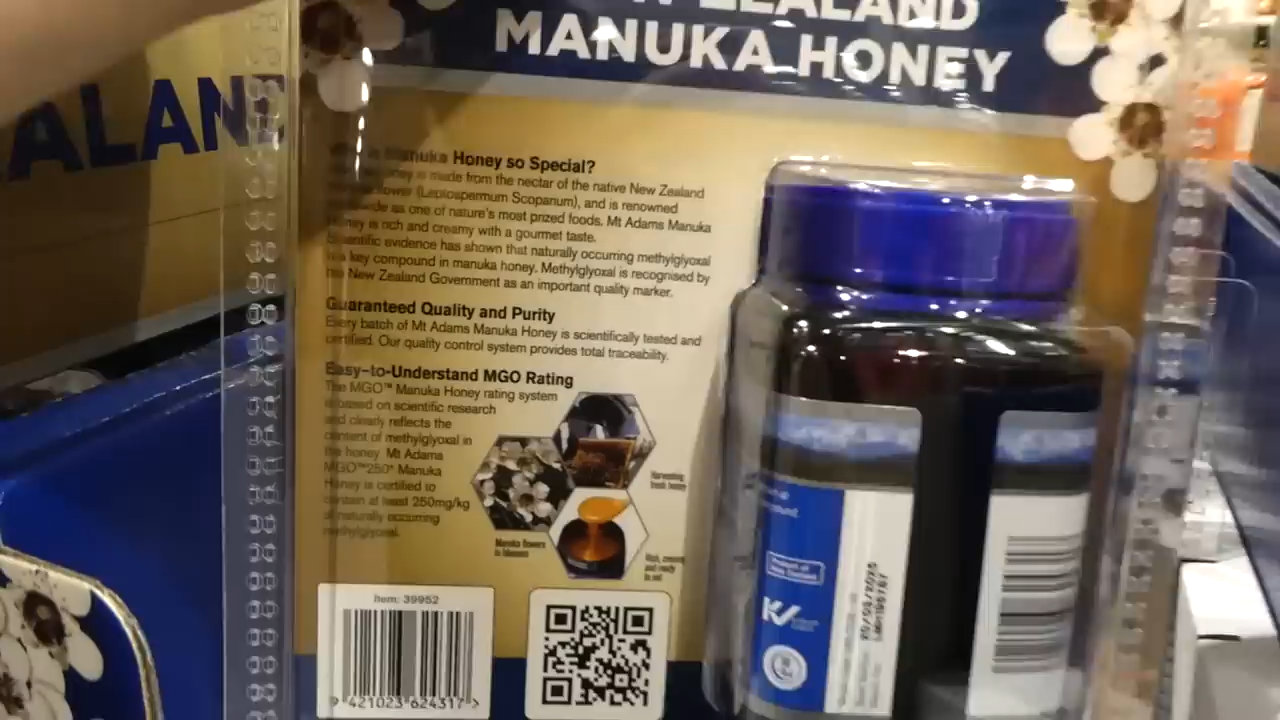 ZEALAND
MANUKA HONEY
ALAND
Manuka Honey so Special?
is made from the nectar of the native New Zealand
(Leptospermum Scopanum), and is renowned
as one of nature's most prized foods. Mt Adams Manuka
Honey is rich and creamy with a gourmet taste.
Scientific evidence has shown that naturally occurring methylglyoxal
is a key compound in manuka honey. Methylglyoxal is recognised by
the New Zealand Government as an important quality marker.
Guaranteed Quality and Purity
Every batch of Mt Adams Manuka Honey is scientifically tested and
certified. Our quality control system provides total traceability.
Easy-to-Understand MGO Rating
The MGO™ Manuka Honey rating system
is based on scientific research
and clearly reflects the
content of methylglyoxal in
the honey. Mt Adams
MGO™250+ Manuka
Honey is certified to
contain at least 250mg/kg
of naturally occurring
methylglyoxal.
Harvesting
fresh honey
Manuka flowers
in blossom
Rich, creamy
and ready
to eat
Item: 39952
9 421023 624317 >
Product of
New Zealand
KV